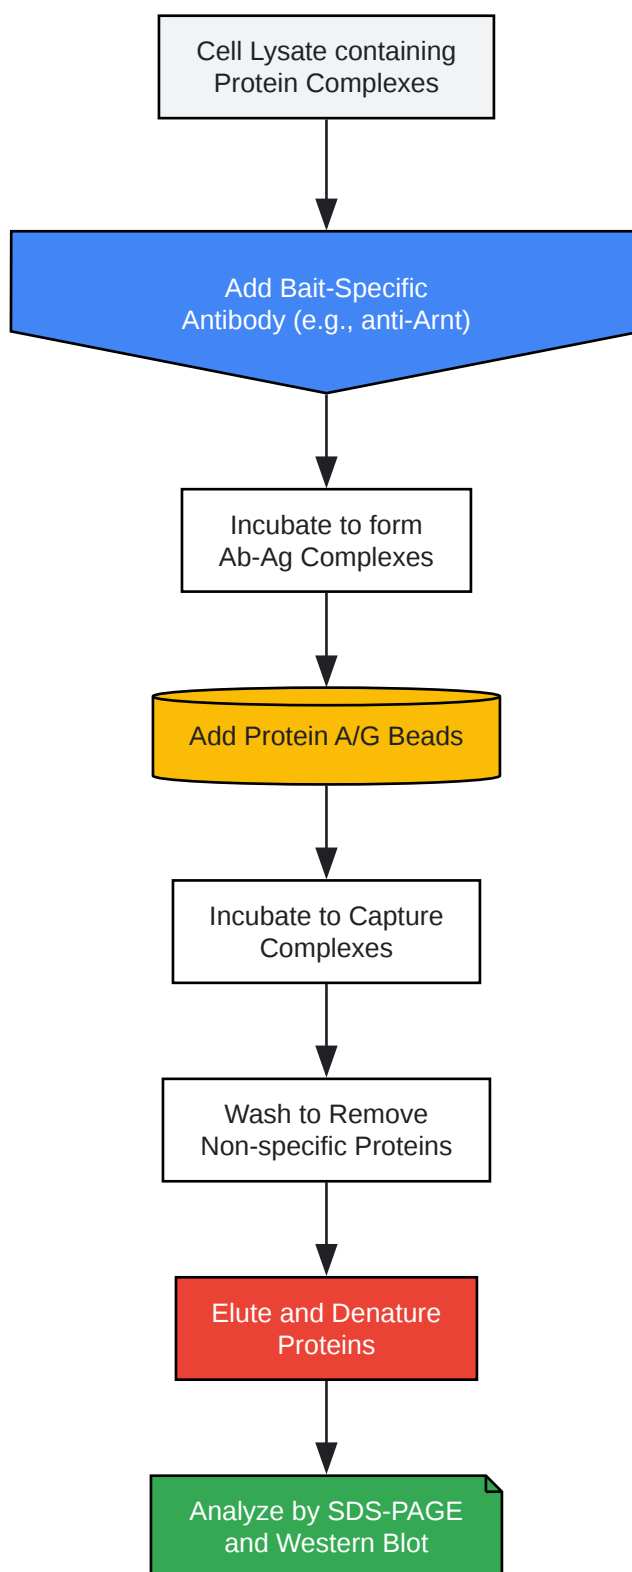 Cell Lysate containing
Protein Complexes
Add Bait-Specific
Antibody (e.g., anti-Arnt)
Incubate to form
Ab-Ag Complexes
Add Protein A/G Beads
Incubate to Capture
Complexes
Wash to Remove
Non-specific Proteins
Elute and Denature
Proteins
Analyze by SDS-PAGE
and Western Blot